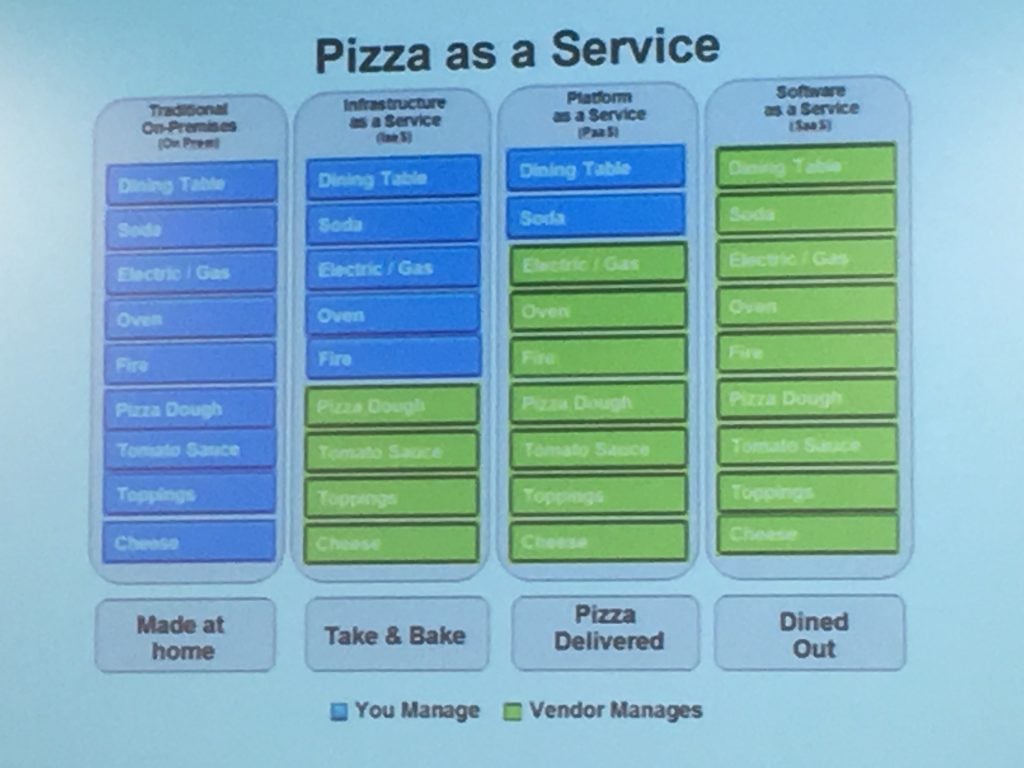 Pizza as a Service
Traditional
On-Premises
(On Prem)
Dining Table
Soda
Electric / Gas
Oven
Fire
Pizza Dough
Tomato Sauce
Toppings
Cheese
Made at
home
Infrastructure
as a Service
(IaaS)
Dining Table
Soda
Electric / Gas
Oven
Fire
Pizza Dough
Tomato Sauce
Toppings
Cheese
Take & Bake
Platform
as a Service
(PaaS)
Dining Table
Soda
Electric / Gas
Oven
Fire
Pizza Dough
Tomato Sauce
Toppings
Cheese
Pizza
Delivered
Software
as a Service
(SaaS)
Dining Table
Soda
Electric / Gas
Oven
Fire
Pizza Dough
Tomato Sauce
Toppings
Cheese
Dined
Out
You Manage
Vendor Manages